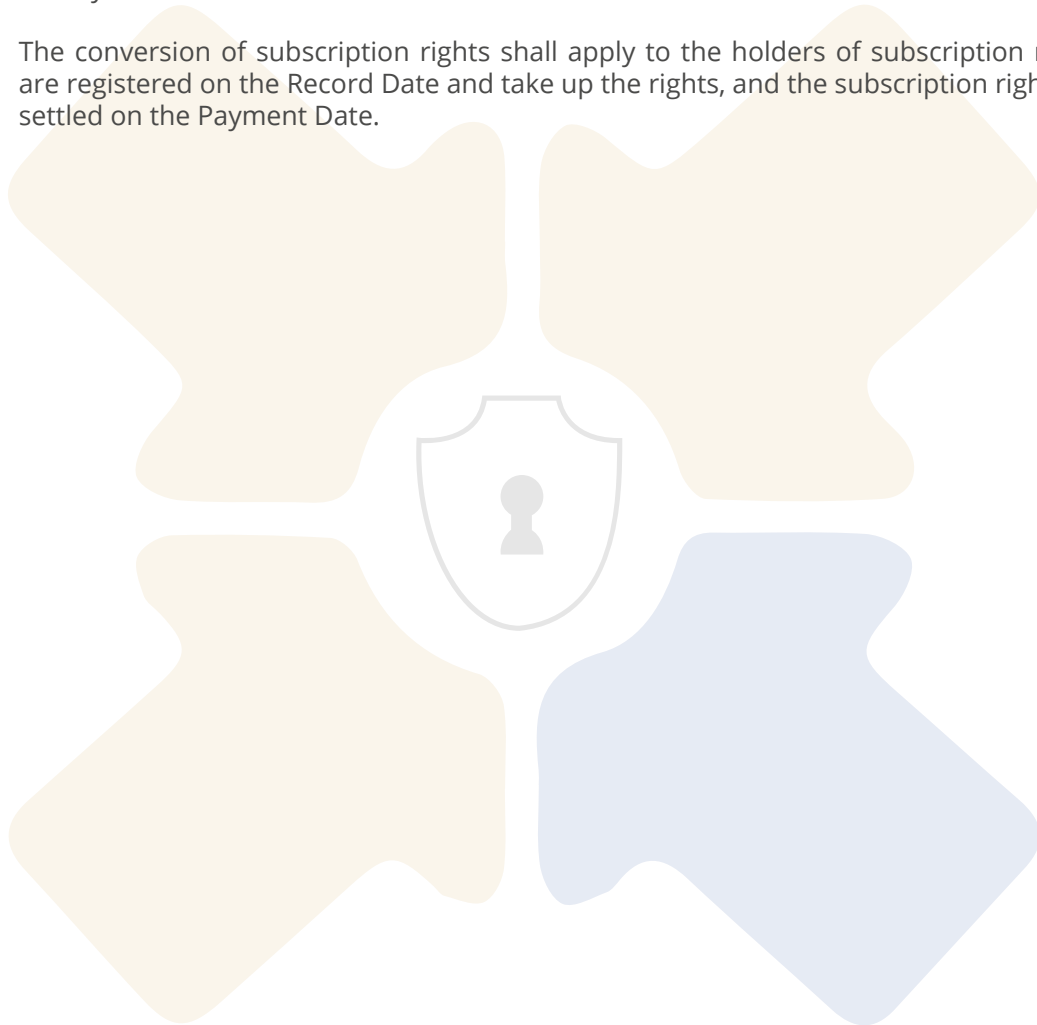 The conversion of subscription rights shall apply to the holders of subscription
are registered on the Record Date and take up the rights, and the subscription
settled on the Payment Date.